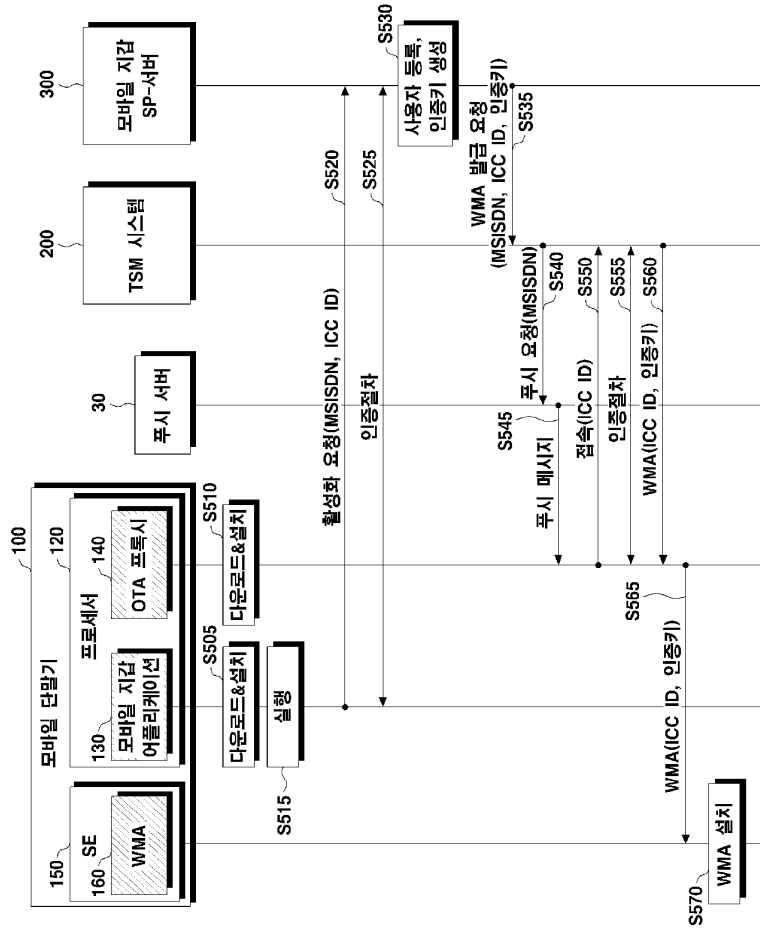 100
모바일 단말기
150
SE
160
WMA
120
프로세서
130
모바일 지갑
어플리케이션
140
OTA 프록시
30
푸시 서버
200
TSM 시스템
300
모바일 지갑
SP-서버
S505
다운로드&설치
S510
다운로드&설치
S515
실행
활성화 요청(MSISDN, ICC ID)
S520
인증절차
S525
S530
사용자 등록,
인증키 생성
WMA 발급 요청
(MSISDN, ICC ID, 인증키)
S535
푸시 요청(MSISDN)
S540
S545
푸시 메시지
접속(ICC ID)
S550
인증절차
S555
WMA(ICC ID, 인증키)
S560
S565
WMA(ICC ID, 인증키)
S570
WMA 설치